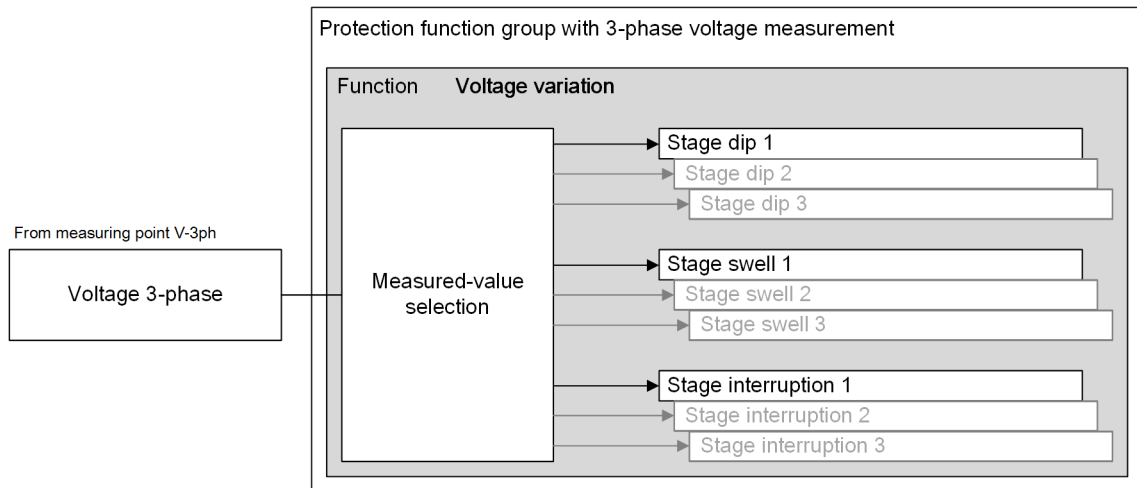 Protection function group with 3-phase voltage measurement
Function Voltage variation
Stage dip 1
Stage dip 2
Stage dip 3
From measuring point V-3ph
Voltage 3-phase
Measured-value
selection
Stage swell 1
Stage swell 2
Stage swell 3
Stage interruption 1
Stage interruption 2
Stage interruption 3